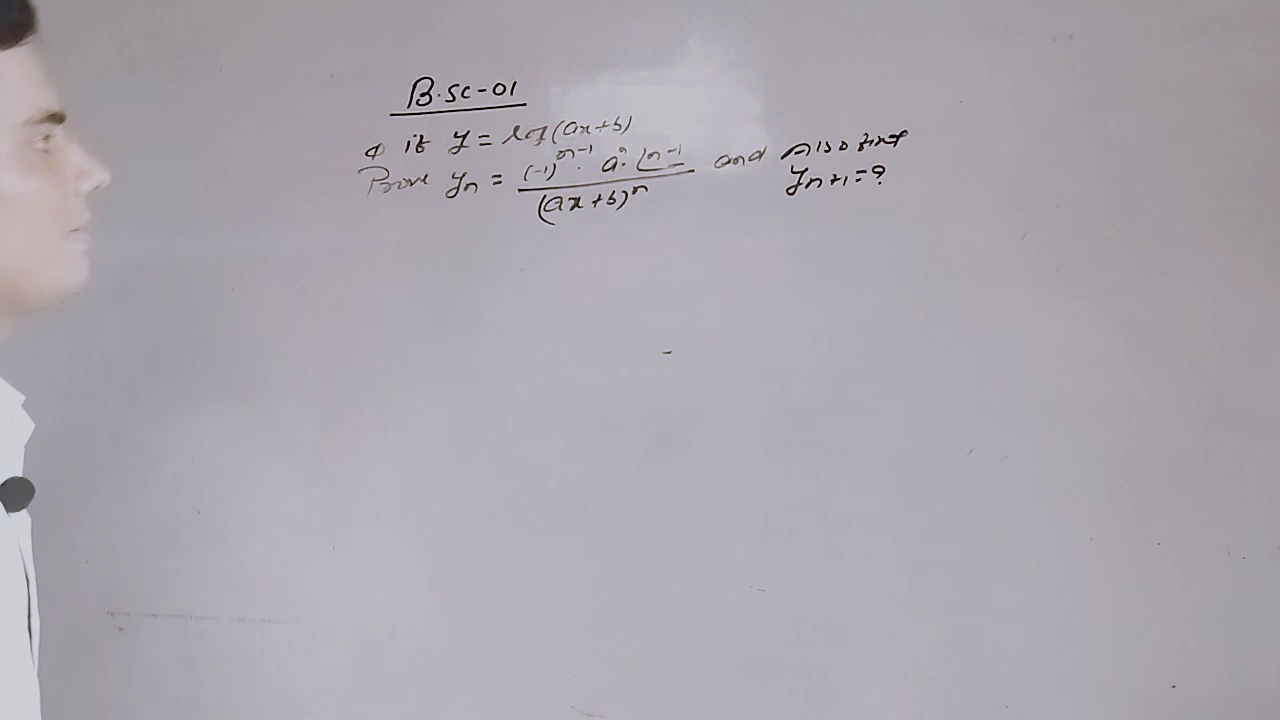 B.SC-01
Q if y = log(ax+b)
Prove yn = (-1)^n-1 . a^n . |n-1 / (ax+b)^n and Also find
yn+1 = ?